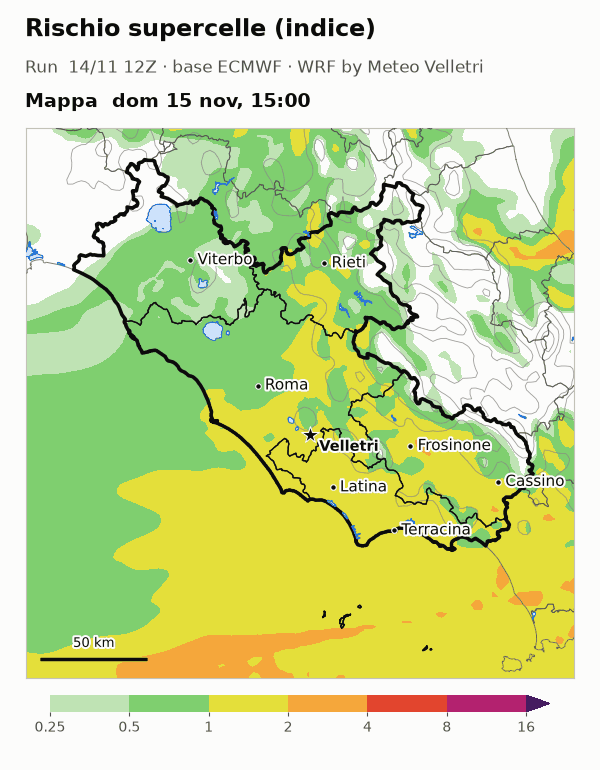 Rischio supercelle (indice)
Run  14/11 12Z · base ECMWF · WRF by Meteo Velletri
Mappa  dom 15 nov, 15:00
Viterbo
Rieti
Roma
Velletri
Frosinone
Cassino
Latina
Terracina
50 km
0.25 0.5 1 2 4 8 16